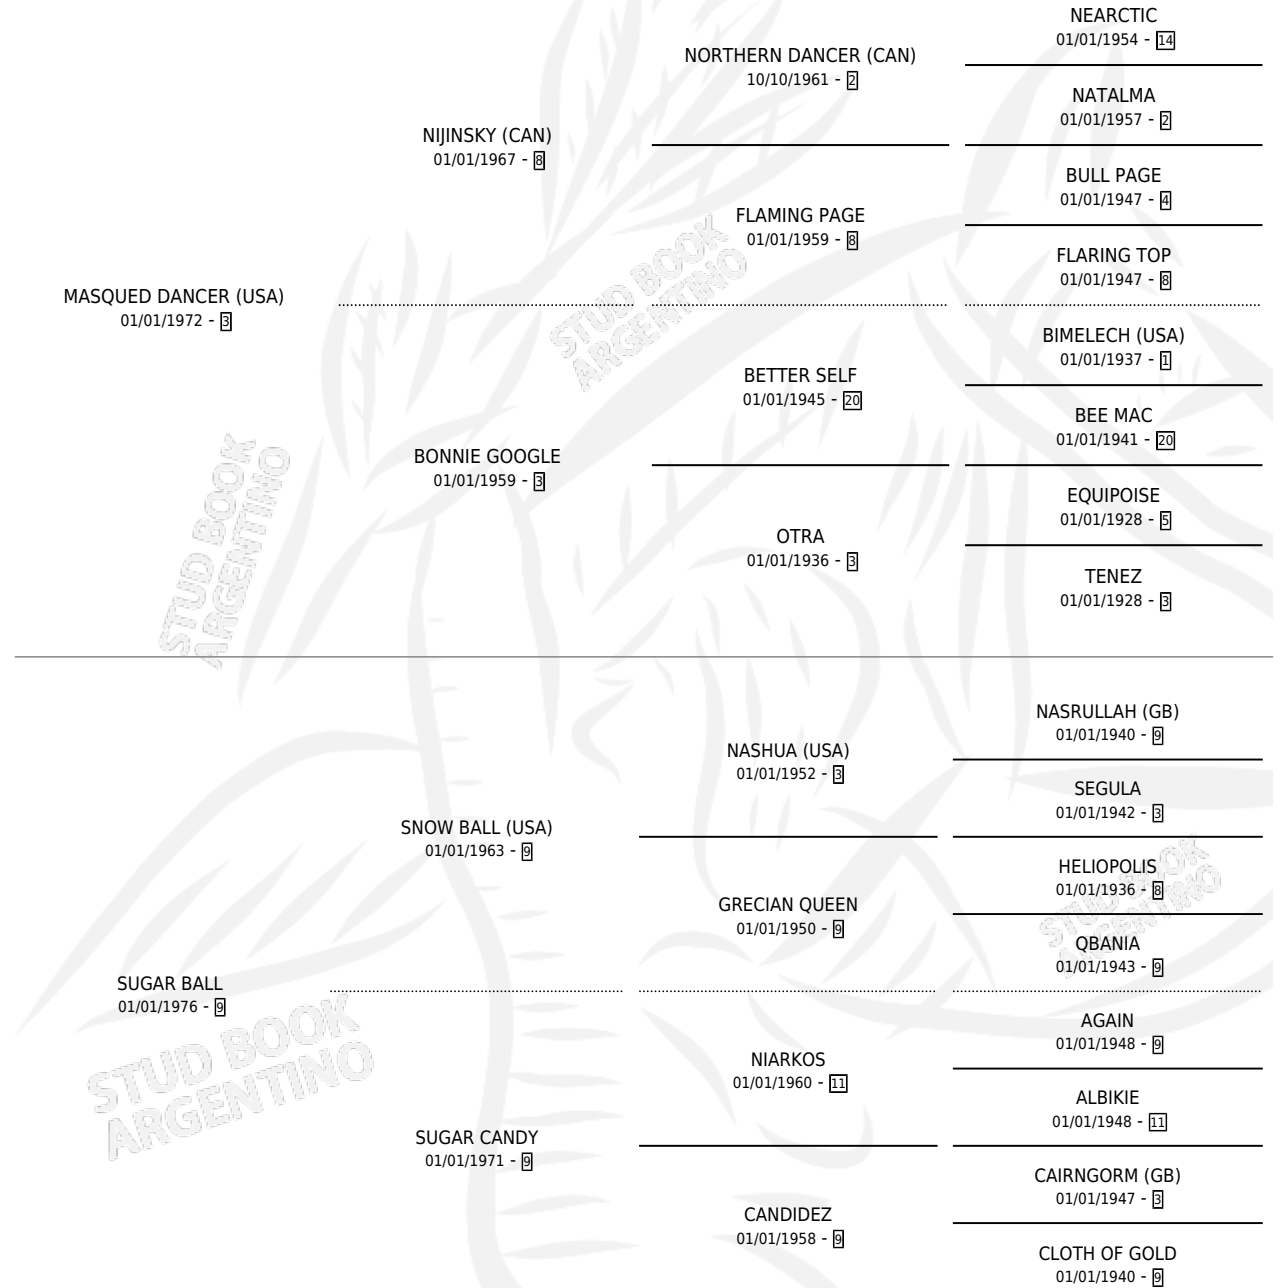 NEARCTIC
01/01/1954 - 14
NORTHERN DANCER (CAN)
10/10/1961 - 2
NATALMA
01/01/1957 - 2
NIJINSKY (CAN)
01/01/1967 - 8
BULL PAGE
01/01/1947 - 4
FLAMING PAGE
01/01/1959 - 8
FLARING TOP
01/01/1947 - 8
MASQUED DANCER (USA)
01/01/1972 - 3
BIMELECH (USA)
01/01/1937 - 1
BETTER SELF
01/01/1945 - 20
BEE MAC
01/01/1941 - 20
BONNIE GOOGLE
01/01/1959 - 3
EQUIPOISE
01/01/1928 - 5
OTRA
01/01/1936 - 3
TENEZ
01/01/1928 - 3
NASRULLAH (GB)
01/01/1940 - 9
NASHUA (USA)
01/01/1952 - 3
SEGULA
01/01/1942 - 3
SNOW BALL (USA)
01/01/1963 - 9
HELIOPOLIS
01/01/1936 - 8
GRECIAN QUEEN
01/01/1950 - 9
QBANIA
01/01/1943 - 9
SUGAR BALL
01/01/1976 - 9
AGAIN
01/01/1948 - 9
NIARKOS
01/01/1960 - 11
ALBIKIE
01/01/1948 - 11
SUGAR CANDY
01/01/1971 - 9
CAIRNGORM (GB)
01/01/1947 - 3
CANDIDEZ
01/01/1958 - 9
CLOTH OF GOLD
01/01/1940 - 9
STUD BOOK
ARGENTINO
STUD BOOK
ARGENTINO
STUD BOOK
ARGENTINO
STUD BOOK
ARGENTINO